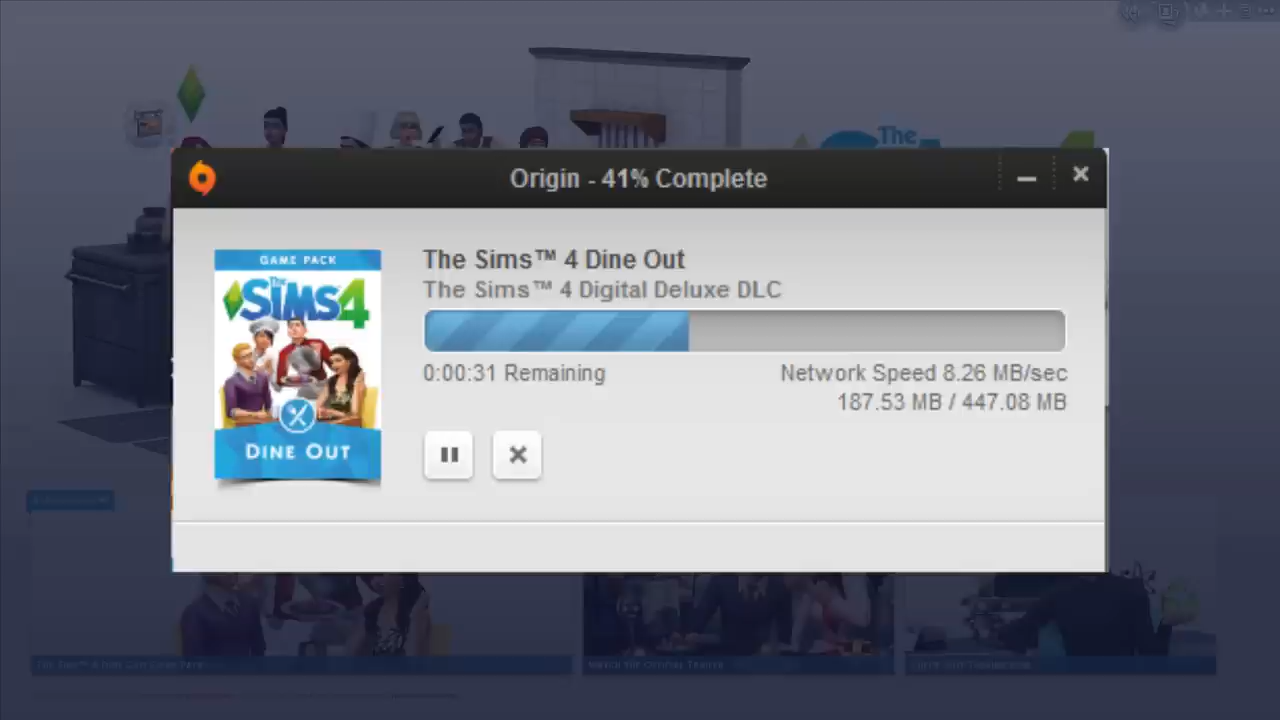 The
Origin - 41% Complete
GAME PACK
The SIMS 4
DINE OUT
The Sims™ 4 Dine Out
The Sims™ 4 Digital Deluxe DLC
0:00:31 Remaining
Network Speed 8.26 MB/sec
187.53 MB / 447.08 MB